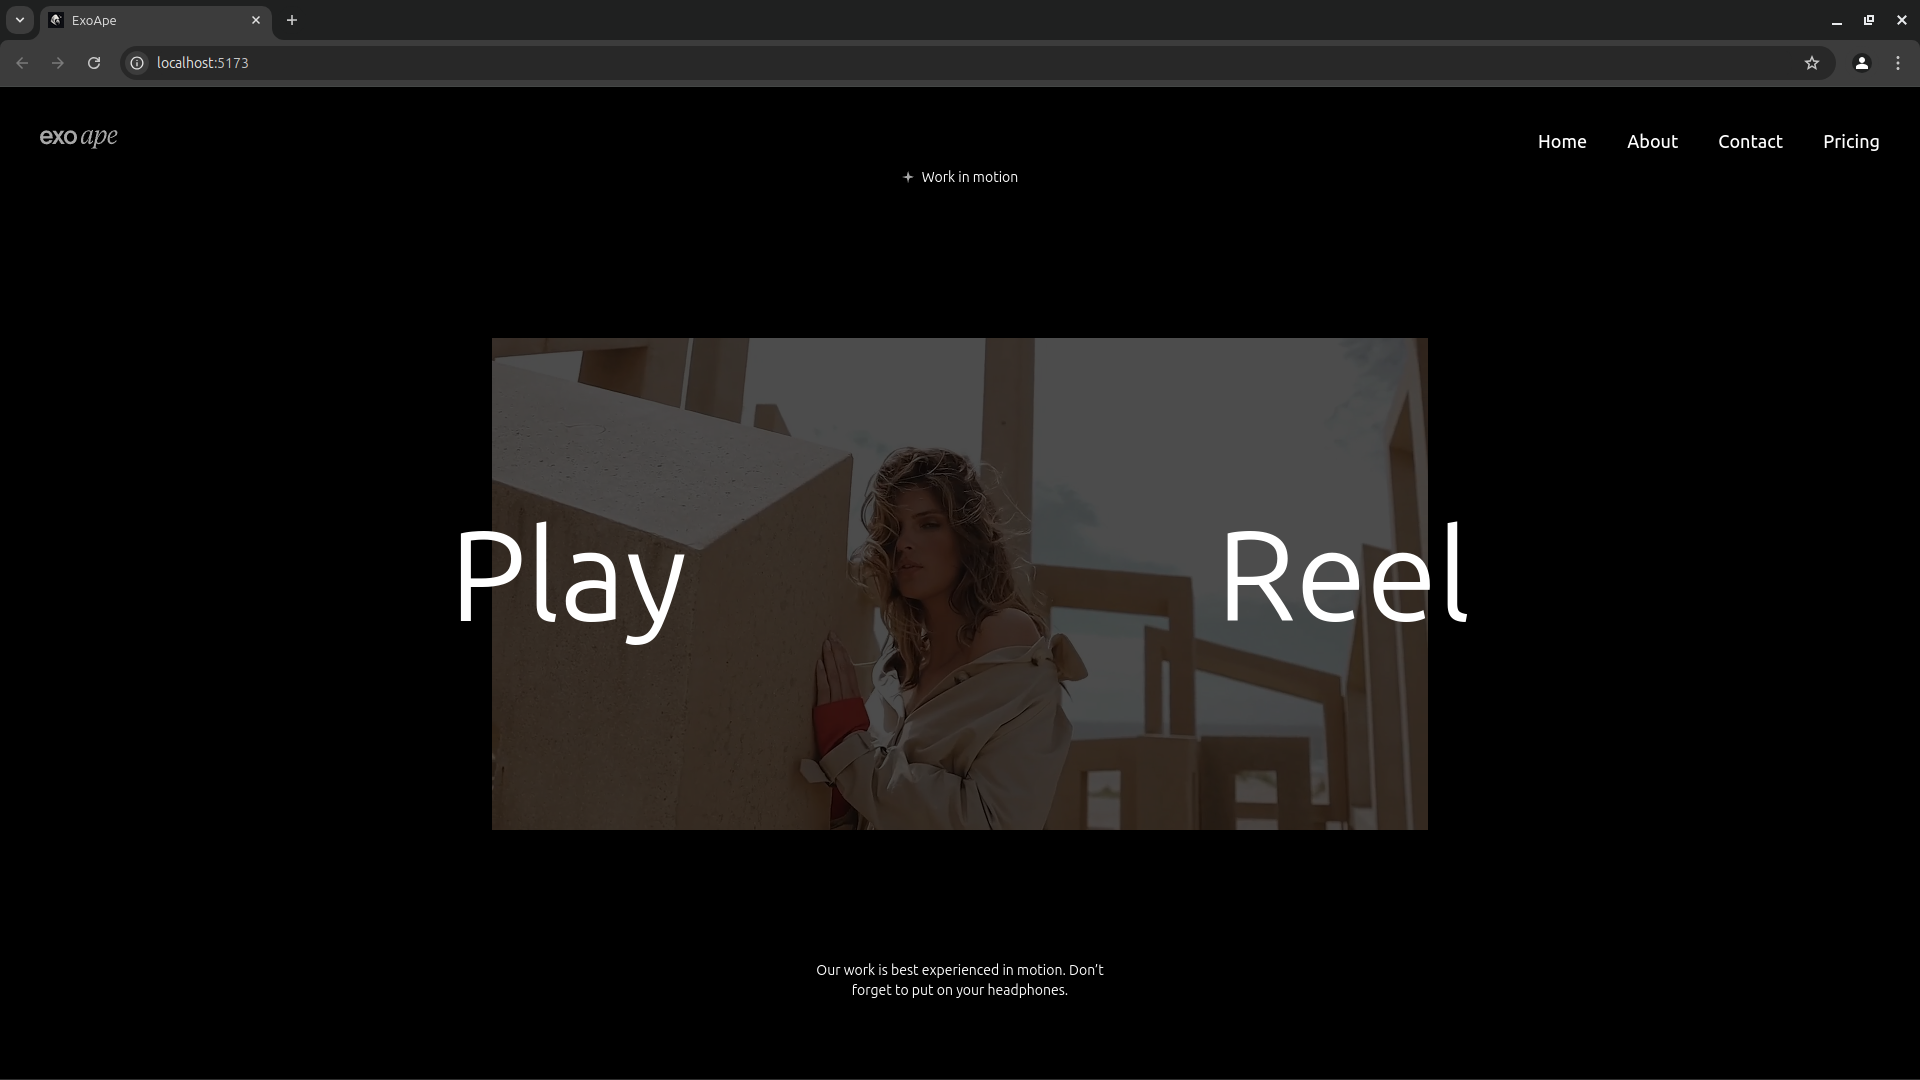 ExoApe
localhost:5173
exo ape
Home About Contact Pricing
Work in motion
Play Reel
Our work is best experienced in motion. Don’t
forget to put on your headphones.